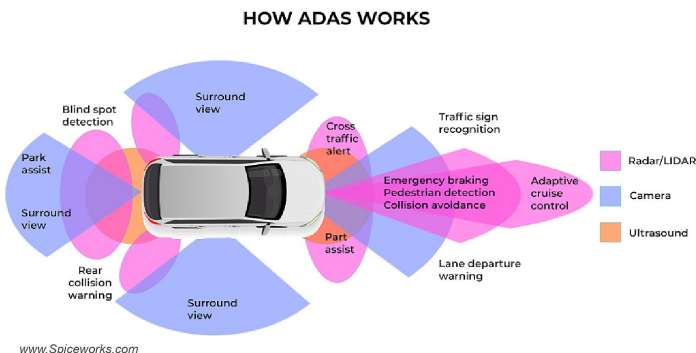 HOW ADAS WORKS
Surround
view
Blind spot
detection
Traffic sign
recognition
Cross
traffic
alert
Park
assist
Radar/LIDAR
Emergency braking
Pedestrian detection
Collision avoidance
Adaptive
cruise
control
Camera
Surround
view
Ultrasound
Part
assist
Rear
collision
warning
Lane departure
warning
Surround
view
www.Spiceworks.com